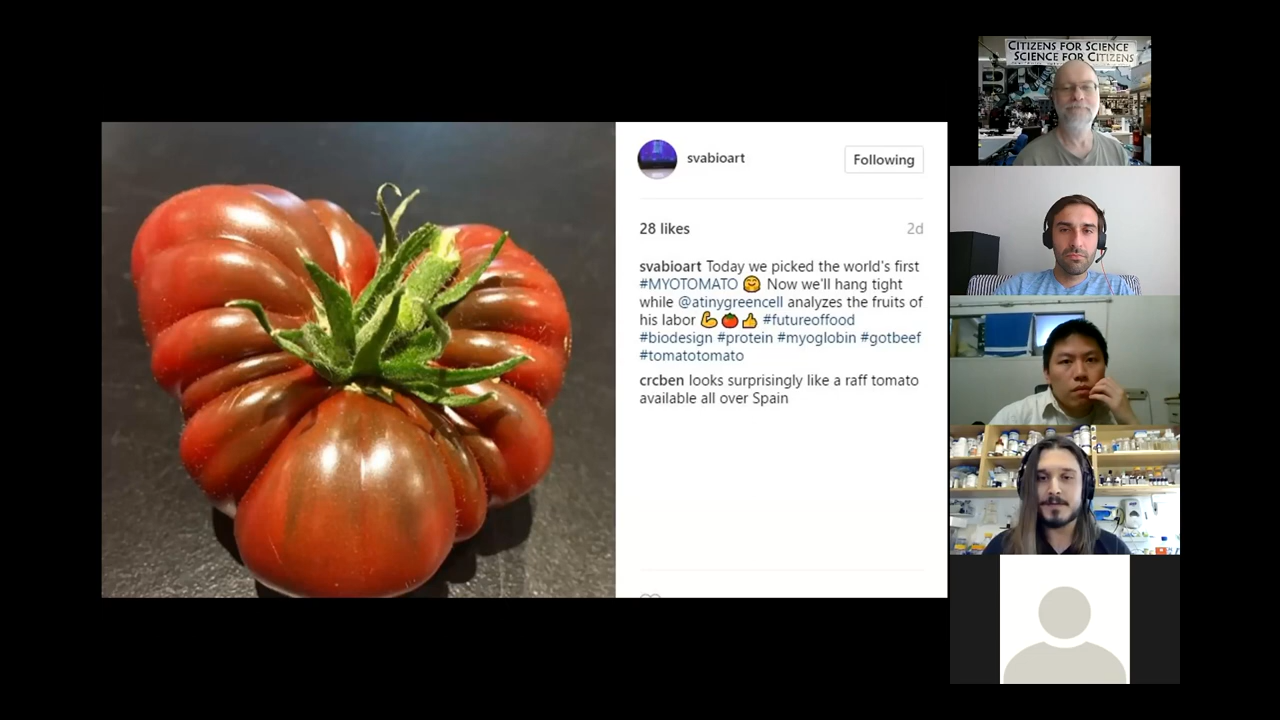 CITIZENS FOR SCIENCE
SCIENCE FOR CITIZENS
svabioart
Following
28 likes
2d
svabioart Today we picked the world's first
#MYOTOMATO 🤗 Now we'll hang tight
while @atinygreencell analyzes the fruits of
his labor 💪🍅👍 #futureoffood
#biodesign #protein #myoglobin #gotbeef
#tomatotomato
crcben looks surprisingly like a raff tomato
available all over Spain